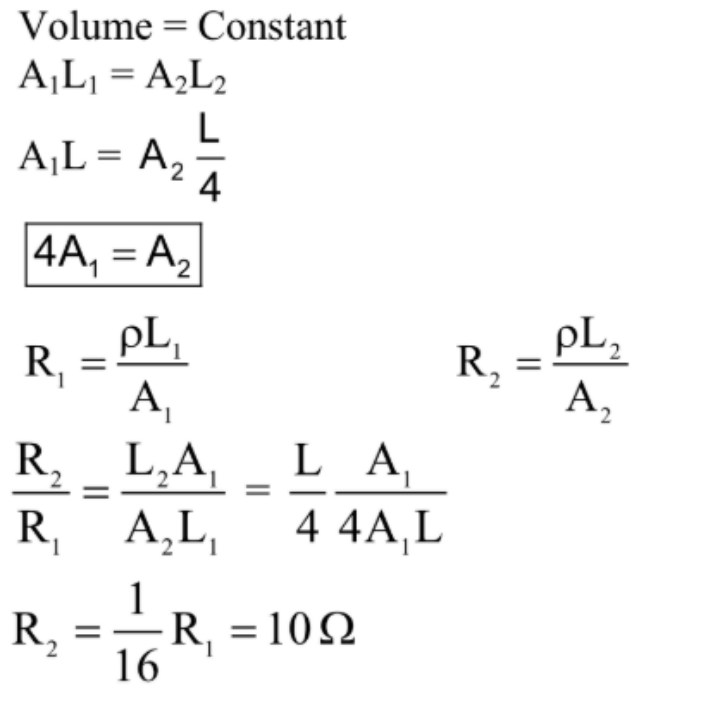 Volume = Constant
A₁L₁ = A₂L₂
A₁L = A₂ L/4
4A₁ = A₂
R₁ = ρL₁/A₁ R₂ = ρL₂/A₂
R₂/R₁ = L₂A₁/A₂L₁ = L/4 A₁/4A₁L
R₂ = 1/16 R₁ = 10 Ω